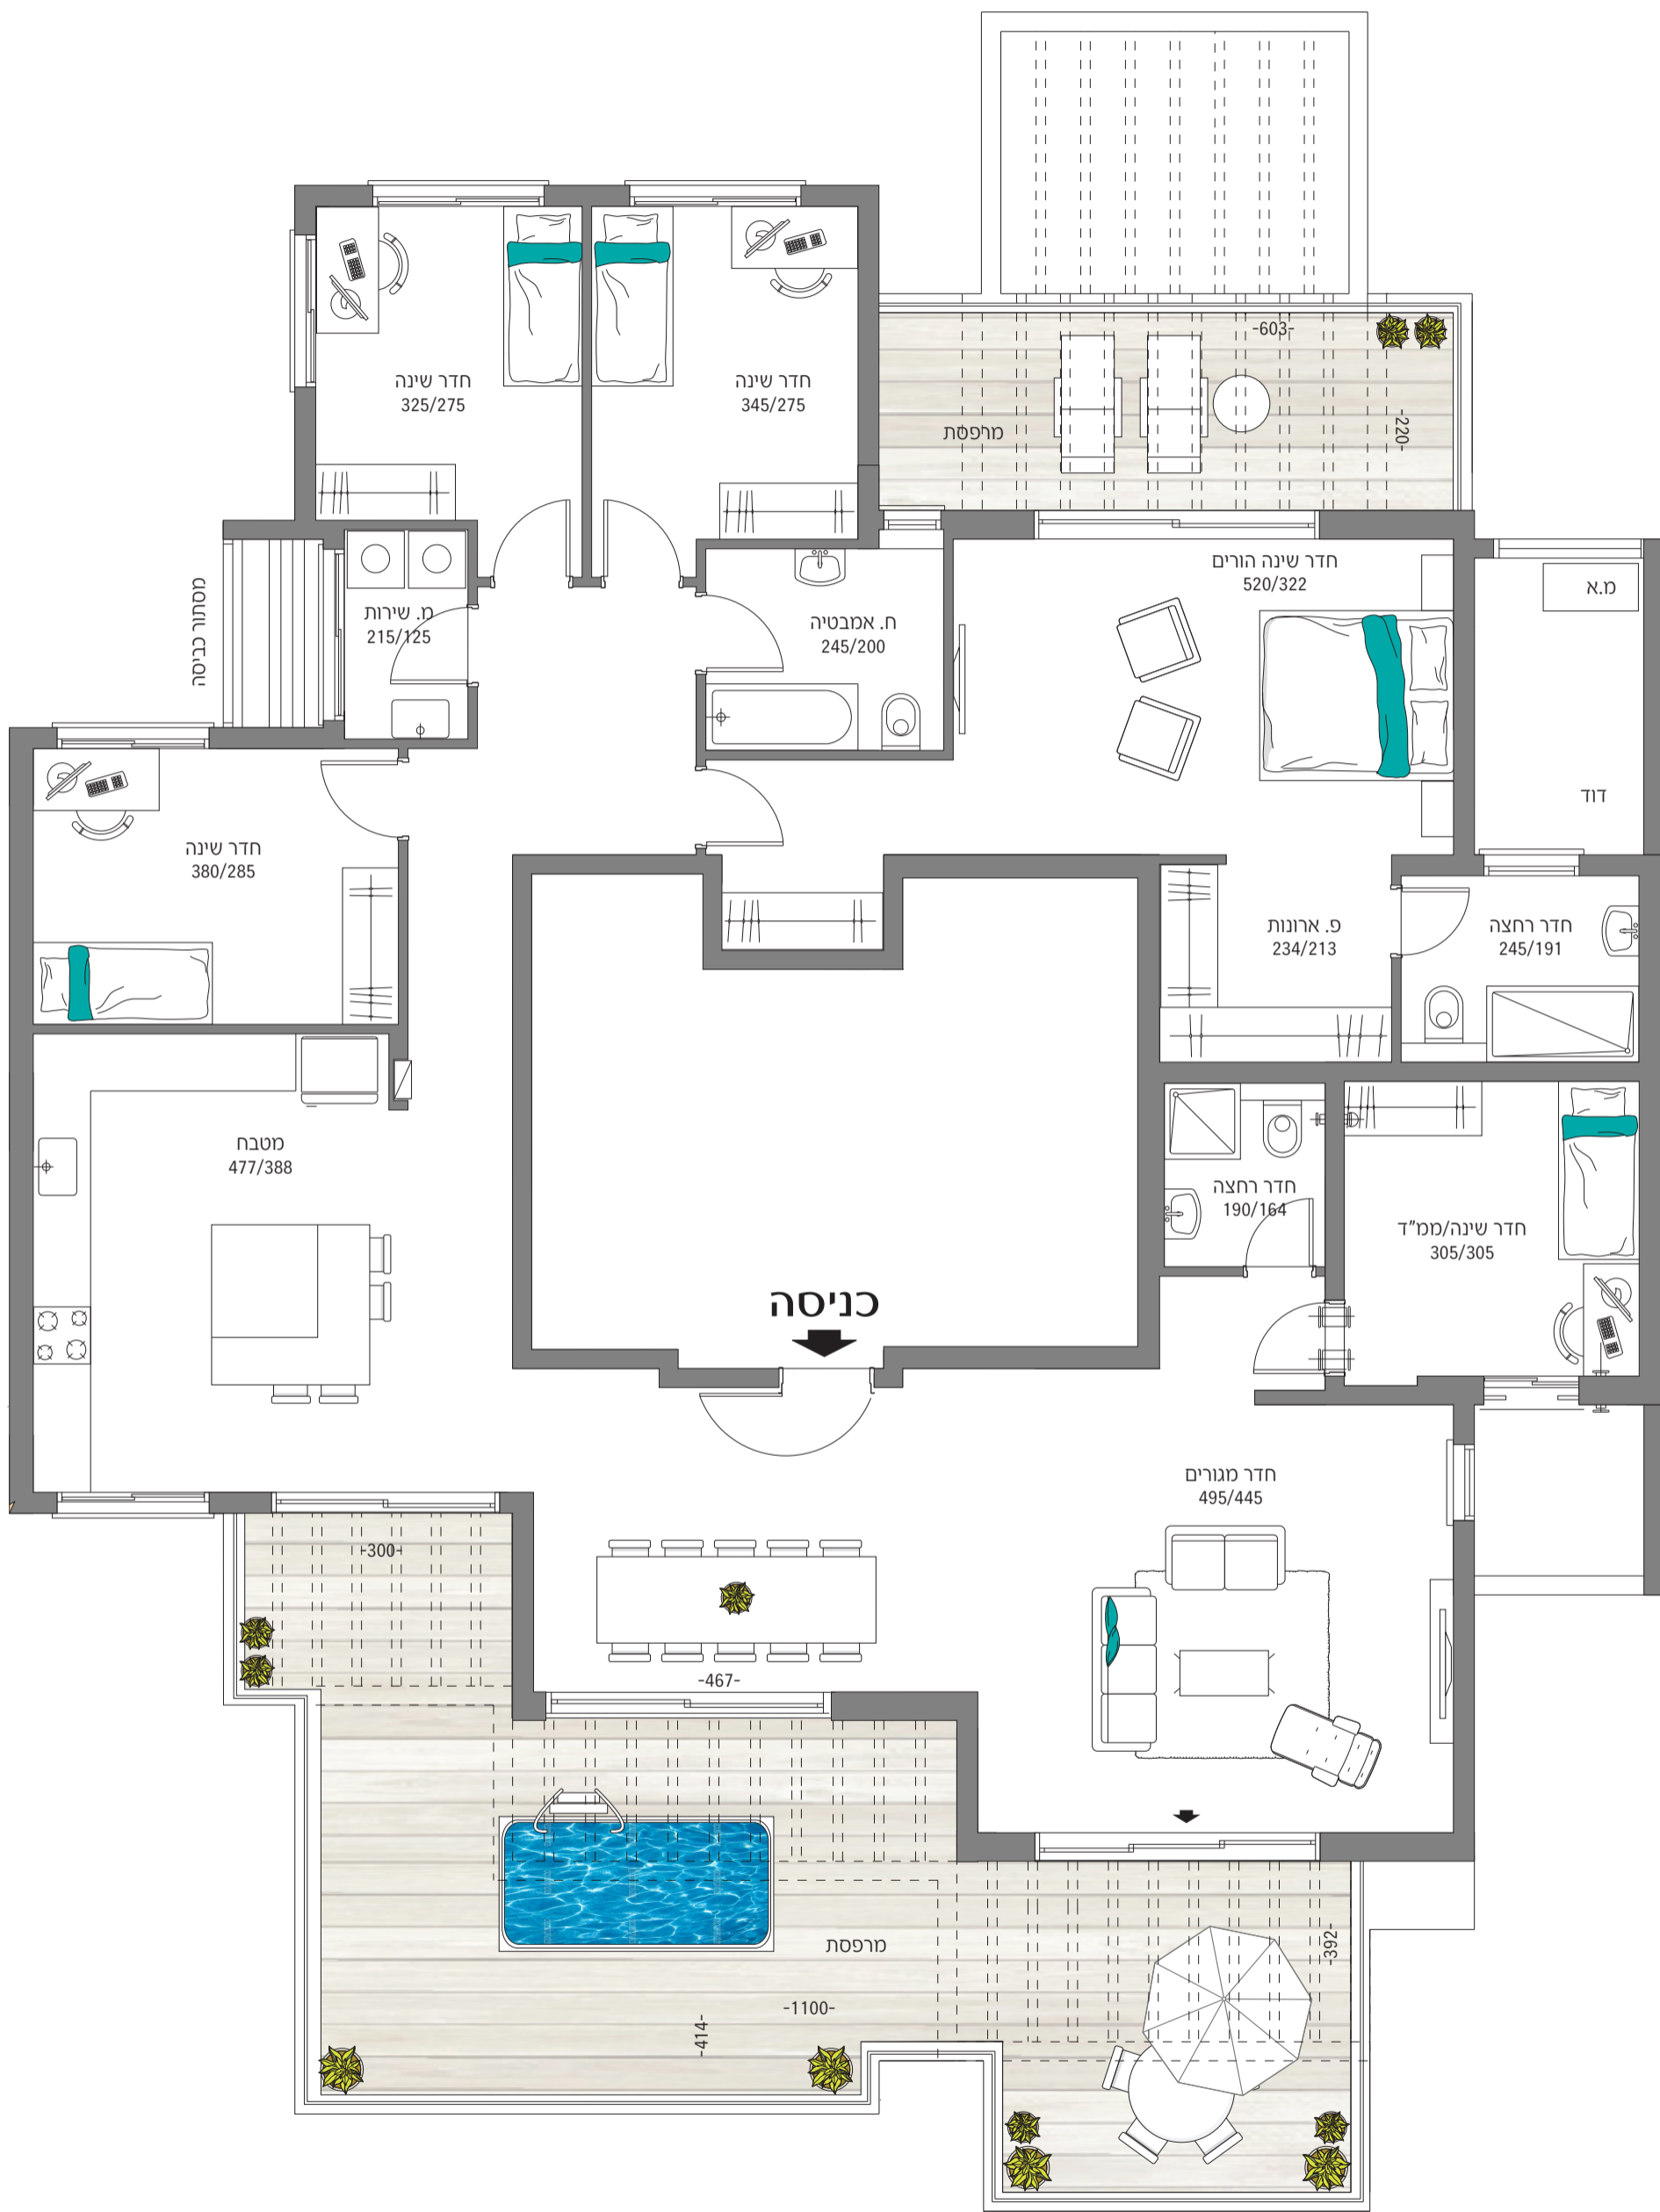 -603-
-220-
מרפסת
חדר שינה
345/275
חדר שינה
325/275
חדר שינה הורים
520/322
מ.א
דוד
ח. אמבטיה
245/200
מ. שירות
215/125
מסתור כביסה
חדר שינה
380/285
פ. ארונות
234/213
חדר רחצה
245/191
מטבח
477/388
חדר רחצה
190/164
חדר שינה/ממ"ד
305/305
כניסה
חדר מגורים
495/445
-300-
-467-
מרפסת
-392-
-1100-
-414-